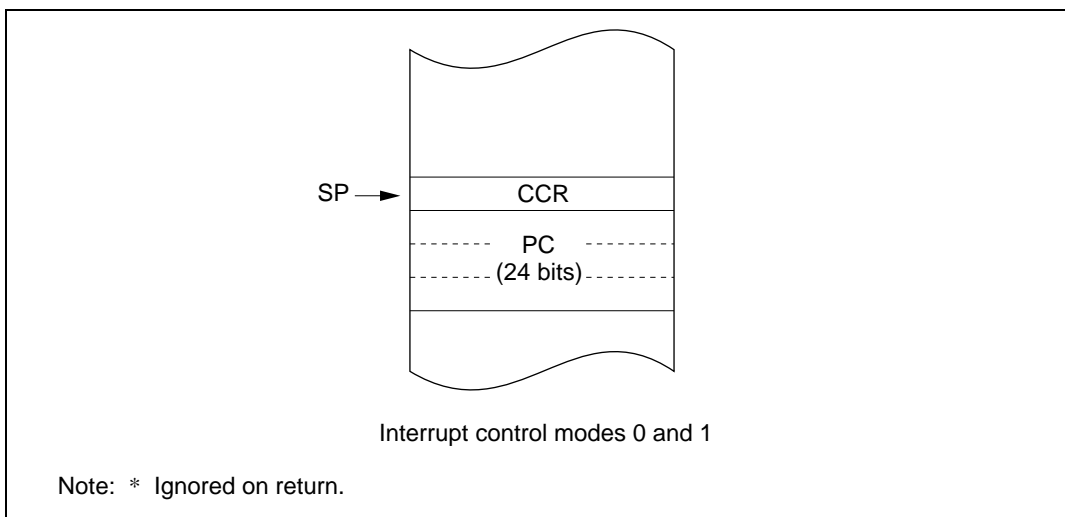 SP
CCR
PC
(24 bits)
Interrupt control modes 0 and 1
Note: * Ignored on return.